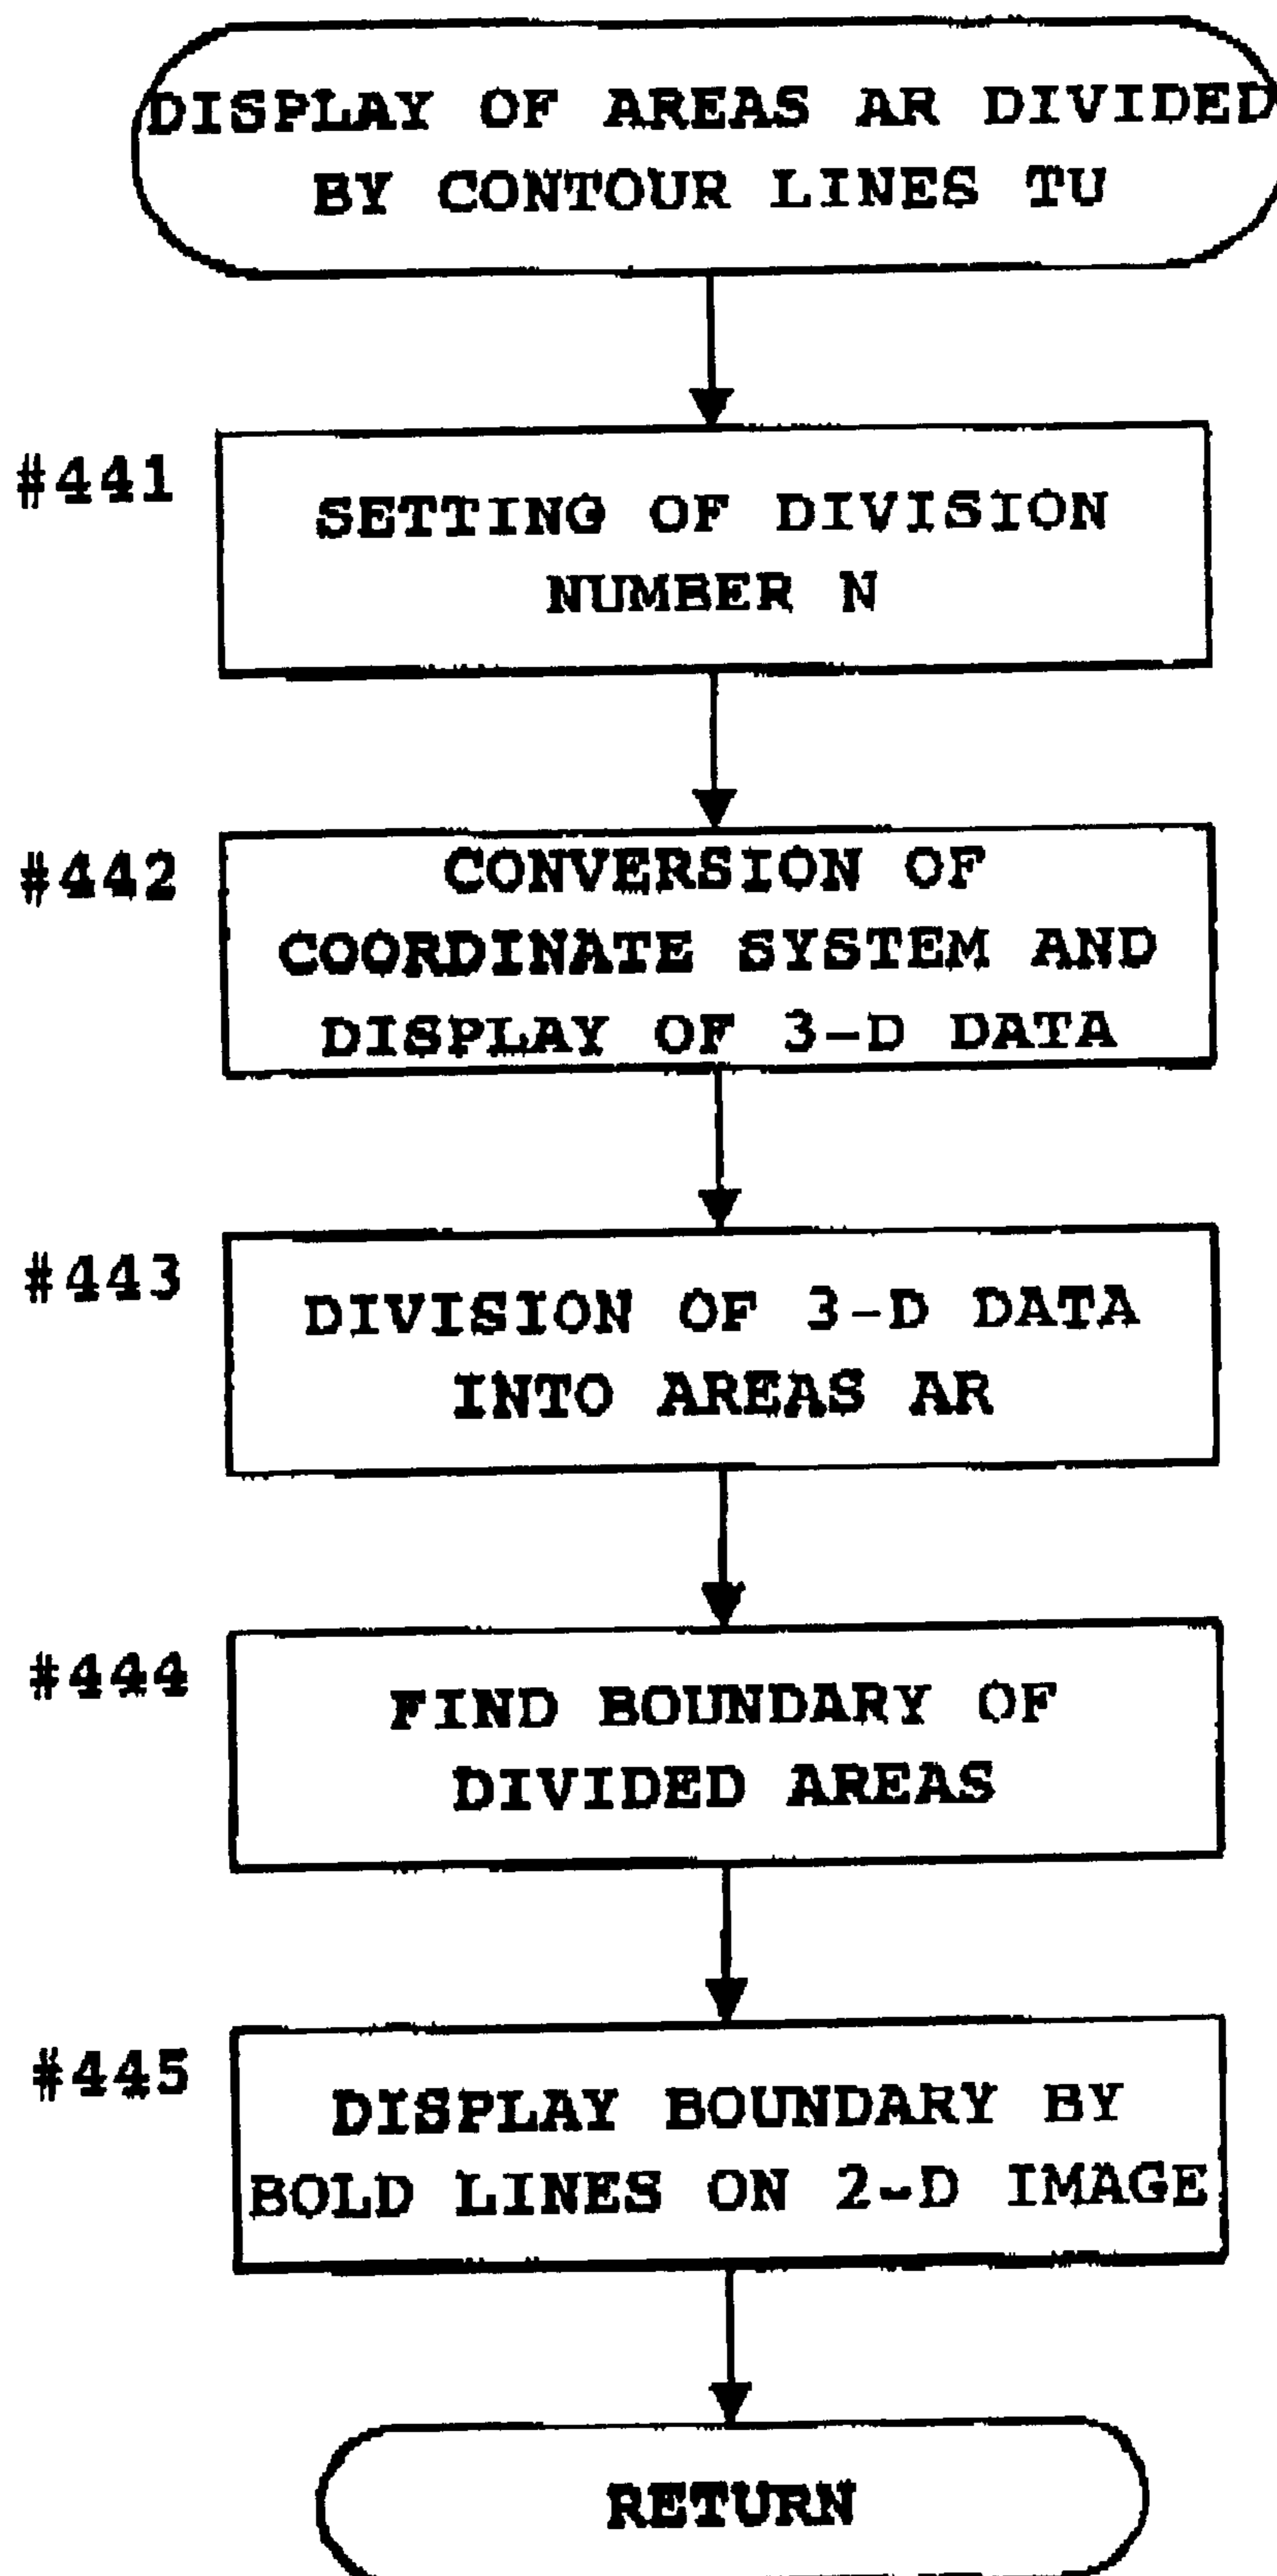 DISPLAY OF AREAS AR DIVIDED
BY CONTOUR LINES TU
#441
SETTING OF DIVISION
NUMBER N
#442
CONVERSION OF
COORDINATE SYSTEM AND
DISPLAY OF 3-D DATA
#443
DIVISION OF 3-D DATA
INTO AREAS AR
#444
FIND BOUNDARY OF
DIVIDED AREAS
#445
DISPLAY BOUNDARY BY
BOLD LINES ON 2-D IMAGE
RETURN